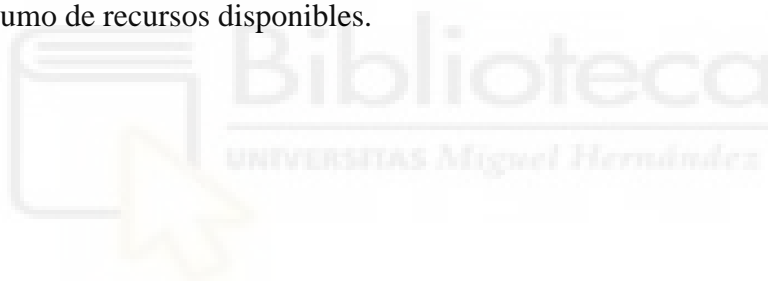 umo de recursos disponibles.
Biblioteca
UNIVERSITAS Miguel Hernández